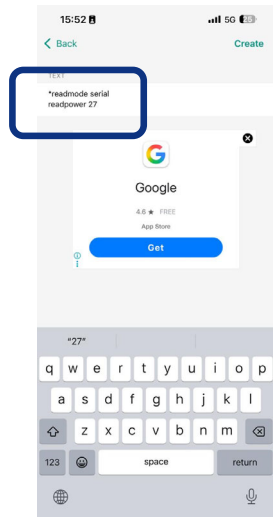 15:52
5G
Back
Create
TEXT
*readmode serial
readpower 27
Google
4.6 ★ FREE
App Store
Get
"27"
q w e r t y u i o p
a s d f g h j k l
z x c v b n m
123 space return